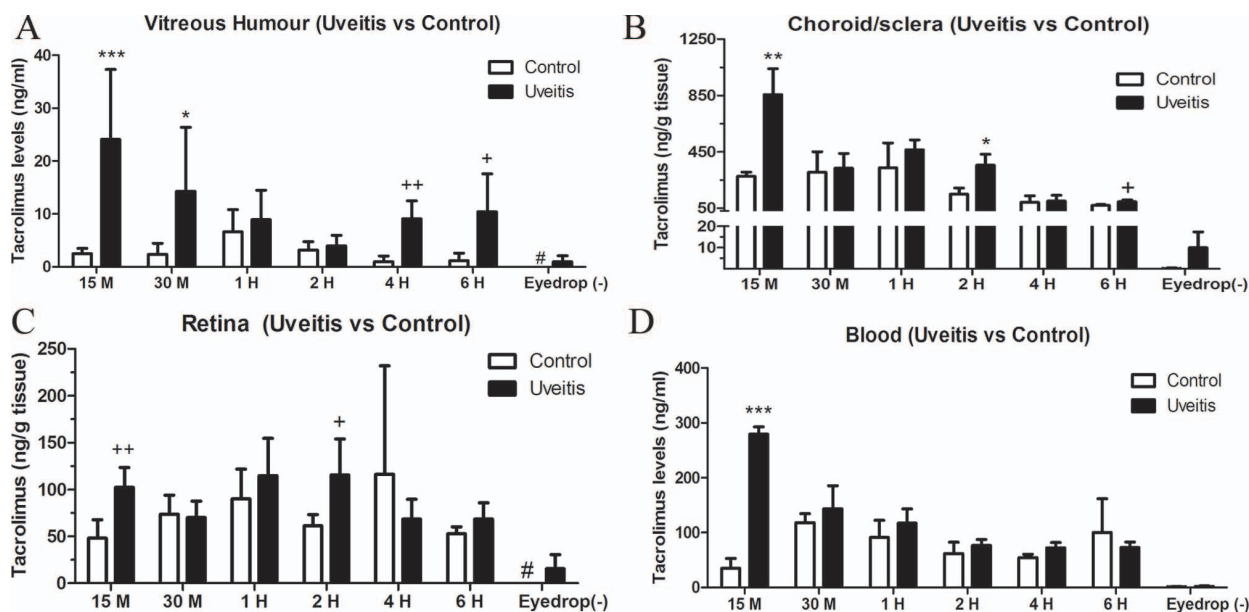 A
Vitreous Humour (Uveitis vs Control)
Tacrolimus levels (ng/ml)
40
30
20
10
0
Control
Uveitis
***
*
++
+
#
15 M 30 M 1 H 2 H 4 H 6 H Eyedrop (-)
B
Choroid/sclera (Uveitis vs Control)
Tacrolimus (ng/g tissue)
1250
850
450
50
20
10
Control
Uveitis
**
*
+
15 M 30 M 1 H 2 H 4 H 6 H Eyedrop(-)
C
Retina (Uveitis vs Control)
Tacrolimus (ng/g tissue)
250
200
150
100
50
0
Control
Uveitis
++
+
#
15 M 30 M 1 H 2 H 4 H 6 H Eyedrop (-)
D
Blood (Uveitis vs Control)
Tacrolimus levels (ng/ml)
400
300
200
100
0
Control
Uveitis
***
15 M 30 M 1 H 2 H 4 H 6 H Eyedrop(-)